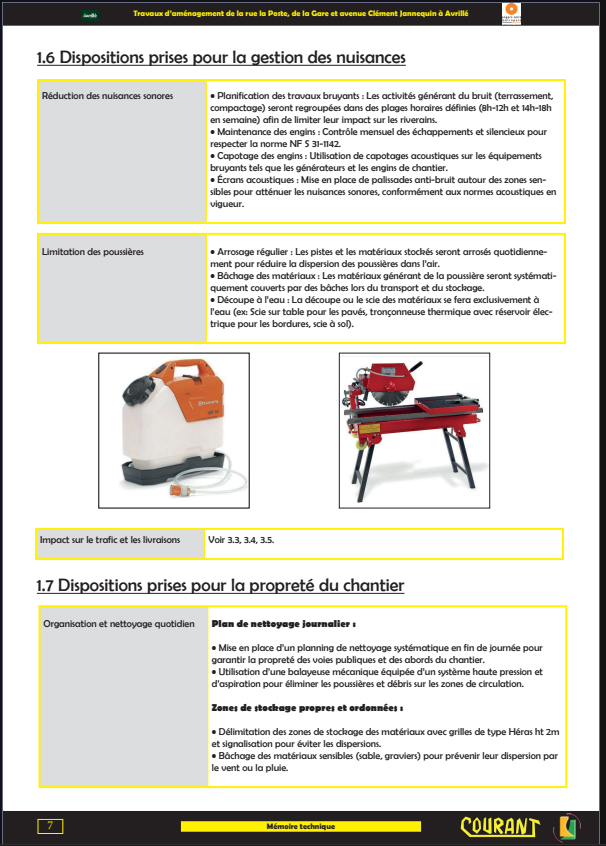 Avrillé
Travaux d'aménagement de la rue la Poste, de la Gare et avenue Clément Jannequin à Avrillé
1.6 Dispositions prises pour la gestion des nuisances
Réduction des nuisances sonores
• Planification des travaux bruyants : Les activités générant du bruit (terrassement,
compactage) seront regroupées dans des plages horaires définies (8h-12h et 14h-18h
en semaine) afin de limiter leur impact sur les riverains.
• Maintenance des engins : Contrôle mensuel des échappements et silencieux pour
respecter la norme NF S 31-1142.
• Capotage des engins : Utilisation de capotages acoustiques sur les équipements
bruyants tels que les générateurs et les engins de chantier.
• Écrans acoustiques : Mise en place de palissades anti-bruit autour des zones sen-
sibles pour atténuer les nuisances sonores, conformément aux normes acoustiques en
vigueur.
Limitation des poussières
• Arrosage régulier : Les pistes et les matériaux stockés seront arrosés quotidienne-
ment pour réduire la dispersion des poussières dans l'air.
• Bâchage des matériaux : Les matériaux générant de la poussière seront systémati-
quement couverts par des bâches lors du transport et du stockage.
• Découpe à l'eau : La découpe ou le scie des matériaux se fera exclusivement à
l'eau (ex: Scie sur table pour les pavés, tronçonneuse thermique avec réservoir élec-
trique pour les bordures, scie à sol).
Impact sur le trafic et les livraisons
Voir 3.3, 3.4, 3.5.
1.7 Dispositions prises pour la propreté du chantier
Organisation et nettoyage quotidien
Plan de nettoyage journalier :
• Mise en place d'un planning de nettoyage systématique en fin de journée pour
garantir la propreté des voies publiques et des abords du chantier.
• Utilisation d'une balayeuse mécanique équipée d'un système haute pression et
d'aspiration pour éliminer les poussières et débris sur les zones de circulation.
Zones de stockage propres et ordonnées :
• Délimitation des zones de stockage des matériaux avec grilles de type Héras ht 2m
et signalisation pour éviter les dispersions.
• Bâchage des matériaux sensibles (sable, graviers) pour prévenir leur dispersion par
le vent ou la pluie.
7
Mémoire technique
COURANT